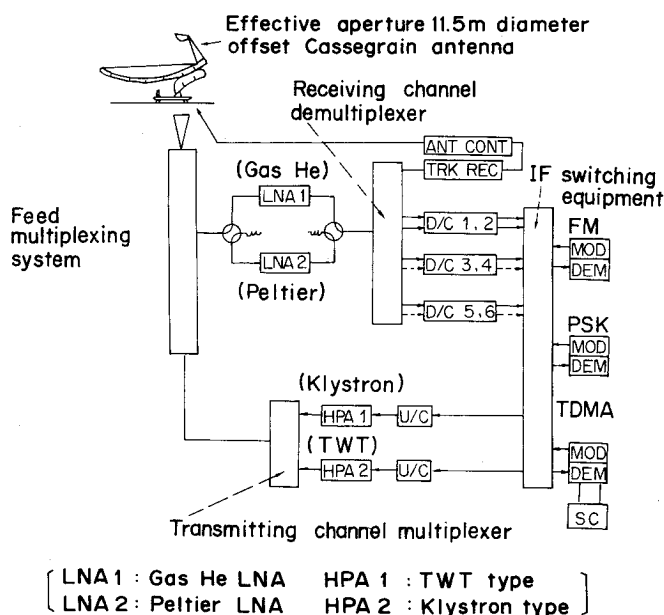 Effective aperture 11.5m diameter
offset Cassegrain antenna
Receiving channel
demultiplexer
ANT CONT
TRK REC
IF switching
equipment
(Gas He)
LNA 1
Feed
multiplexing
system
LNA 2
(Peltier)
D/C 1, 2
D/C 3,4
D/C 5,6
FM
MOD
DEM
PSK
MOD
DEM
TDMA
MOD
DEM
SC
(Klystron)
HPA 1
U/C
(TWT)
HPA 2
U/C
Transmitting channel multiplexer
LNA 1 : Gas He LNA HPA 1 : TWT type
LNA 2 : Peltier LNA HPA 2 : Klystron type